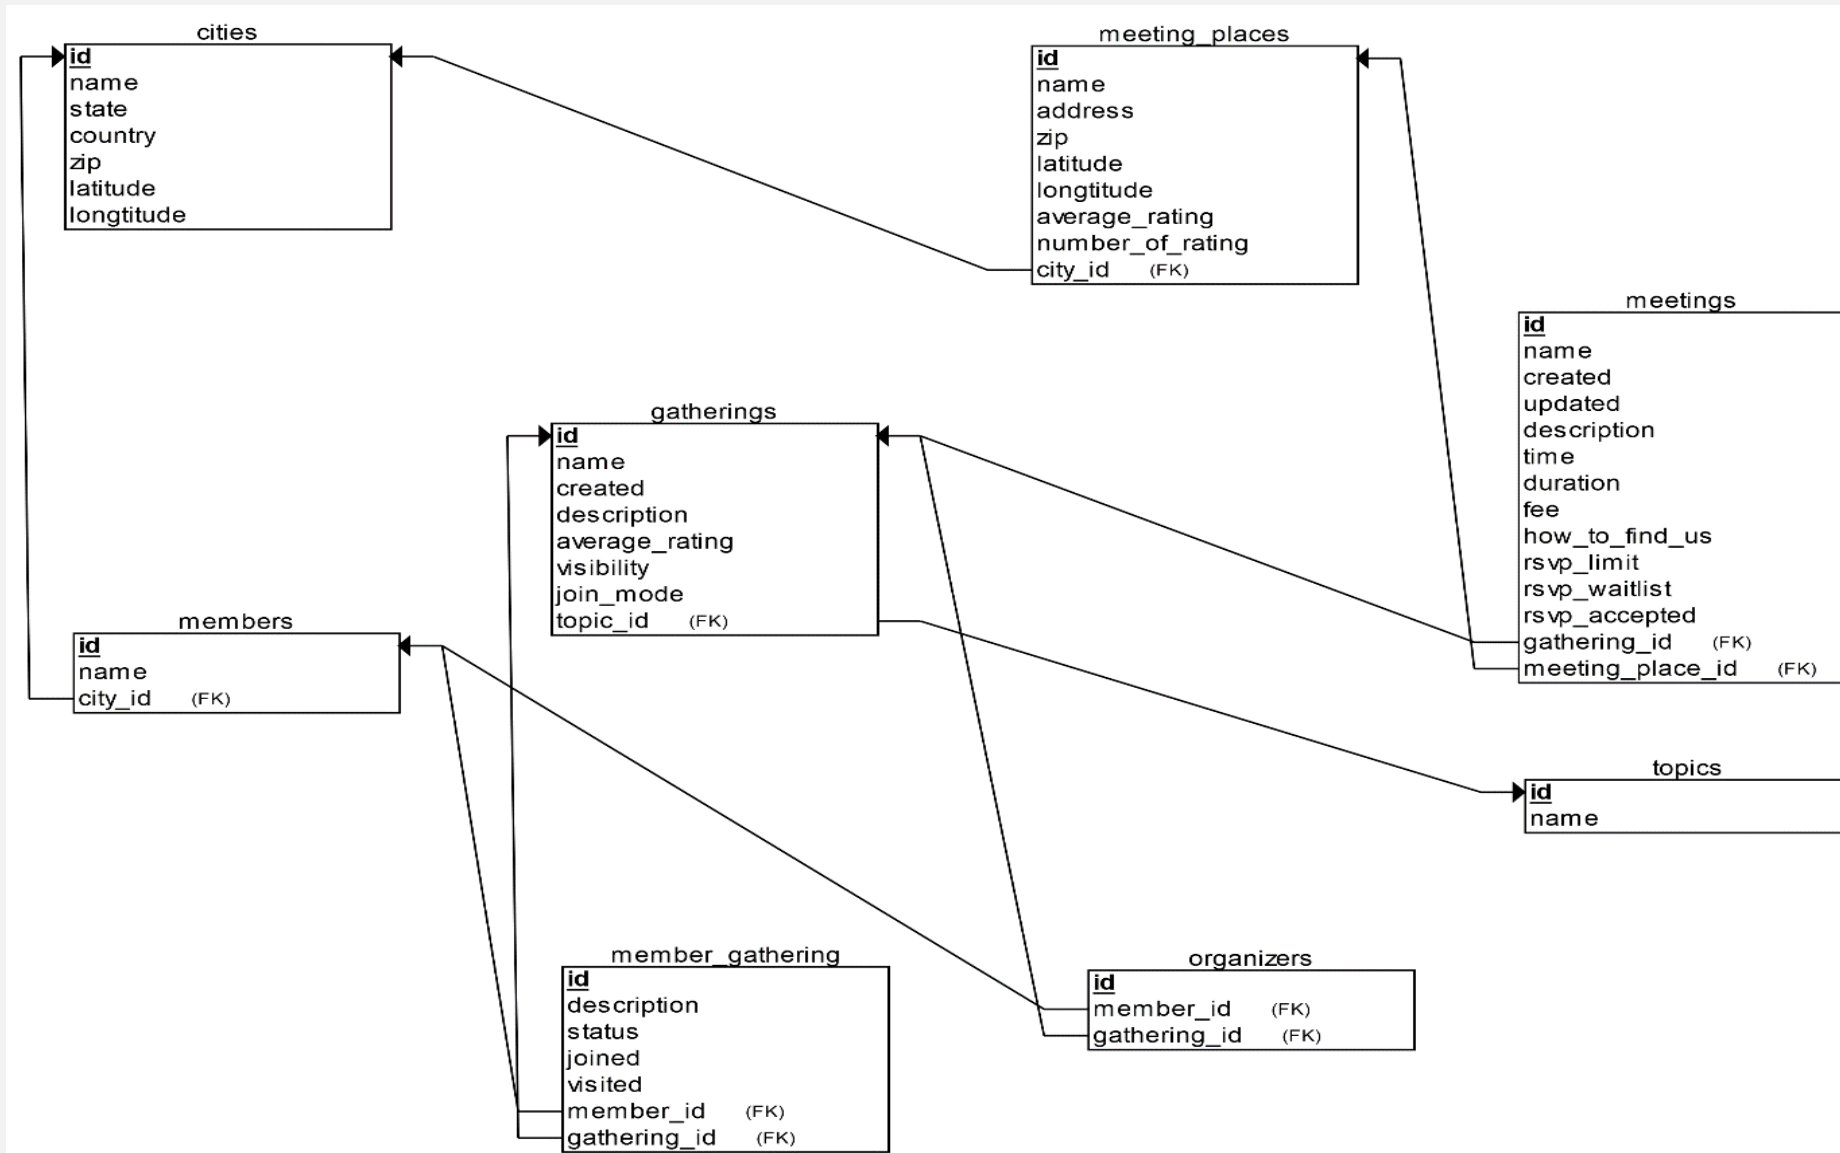 cities
id
name
state
country
zip
latitude
longtitude
meeting_places
id
name
address
zip
latitude
longtitude
average_rating
number_of_rating
city_id (FK)
meetings
id
name
created
updated
description
time
duration
fee
how_to_find_us
rsvp_limit
rsvp_waitlist
rsvp_accepted
gathering_id (FK)
meeting_place_id (FK)
gatherings
id
name
created
description
average_rating
visibility
join_mode
topic_id (FK)
members
id
name
city_id (FK)
topics
id
name
member_gathering
id
description
status
joined
visited
member_id (FK)
gathering_id (FK)
organizers
id
member_id (FK)
gathering_id (FK)